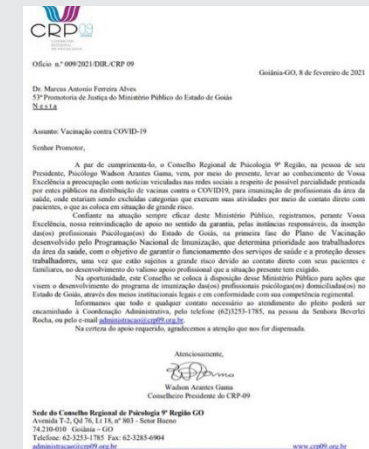 CRP09
CONSELHO
REGIONAL
DE PSICOLOGIA
Ofício n.º 009/2021/DIR./CRP 09
Goiânia-GO, 8 de fevereiro de 2021
Dr. Marcus Antonio Ferreira Alves
53ª Promotoria de Justiça do Ministério Público do Estado de Goiás
Nesta
Assunto: Vacinação contra COVID-19
Senhor Promotor,
A par de cumprimentá-lo, o Conselho Regional de Psicologia 9ª Região, na pessoa de seu
Presidente, Psicólogo Wadson Arantes Gama, vem, por meio do presente, levar ao conhecimento de Vossa
Excelência a preocupação com notícias veiculadas nas redes sociais a respeito de possível parcialidade praticada
por entes públicos na distribuição de vacinas contra o COVID19, para imunização de profissionais da área da
saúde, onde estariam sendo excluídas categorias que exercem suas atividades por meio de contato direto com
pacientes, o que as coloca em situação de grande risco.
Confiante na atuação sempre eficaz deste Ministério Público, registramos, perante Vossa
Excelência, nossa reivindicação de apoio no sentido da garantia, pelas instâncias responsáveis, da inserção
das(os) profissionais Psicólogas(os) do Estado de Goiás, na primeira fase do Plano de Vacinação
desenvolvido pelo Programação Nacional de Imunização, que determina prioridade aos trabalhadores
da área da saúde, com o objetivo de garantir o funcionamento dos serviços de saúde e a proteção desses
trabalhadores, uma vez que estão sujeitos a grande risco devido ao contato direto com seus pacientes e
familiares, no desenvolvimento do valioso apoio profissional que a situação presente tem exigido.
Na oportunidade, este Conselho se coloca à disposição desse Ministério Público para ações que
visem o desenvolvimento do programa de imunização das(os) profissionais psicólogas(os) domiciliadas(os) no
Estado de Goiás, através dos meios institucionais legais e em conformidade com sua competência regimental.
Informamos que todo e qualquer contato necessário ao atendimento do pleito poderá ser
encaminhado à Coordenação Administrativa, pelo telefone (62)3253-1785, na pessoa da Senhora Beverlei
Rocha, ou pelo e-mail administracao@crp09.org.br.
Na certeza do apoio requerido, agradecemos a atenção que nos for dispensada.
Atenciosamente,
Wadson Arantes Gama
Conselheiro Presidente do CRP-09
Sede do Conselho Regional de Psicologia 9ª Região GO
Avenida T-2, Qd 76, Lt 18, nº 803 - Setor Bueno
74.210-010 Goiânia – GO
Telefone: 62-3253-1785 Fax: 62-3285-6904
administracao@crp09.org.br www.crp09.org.br